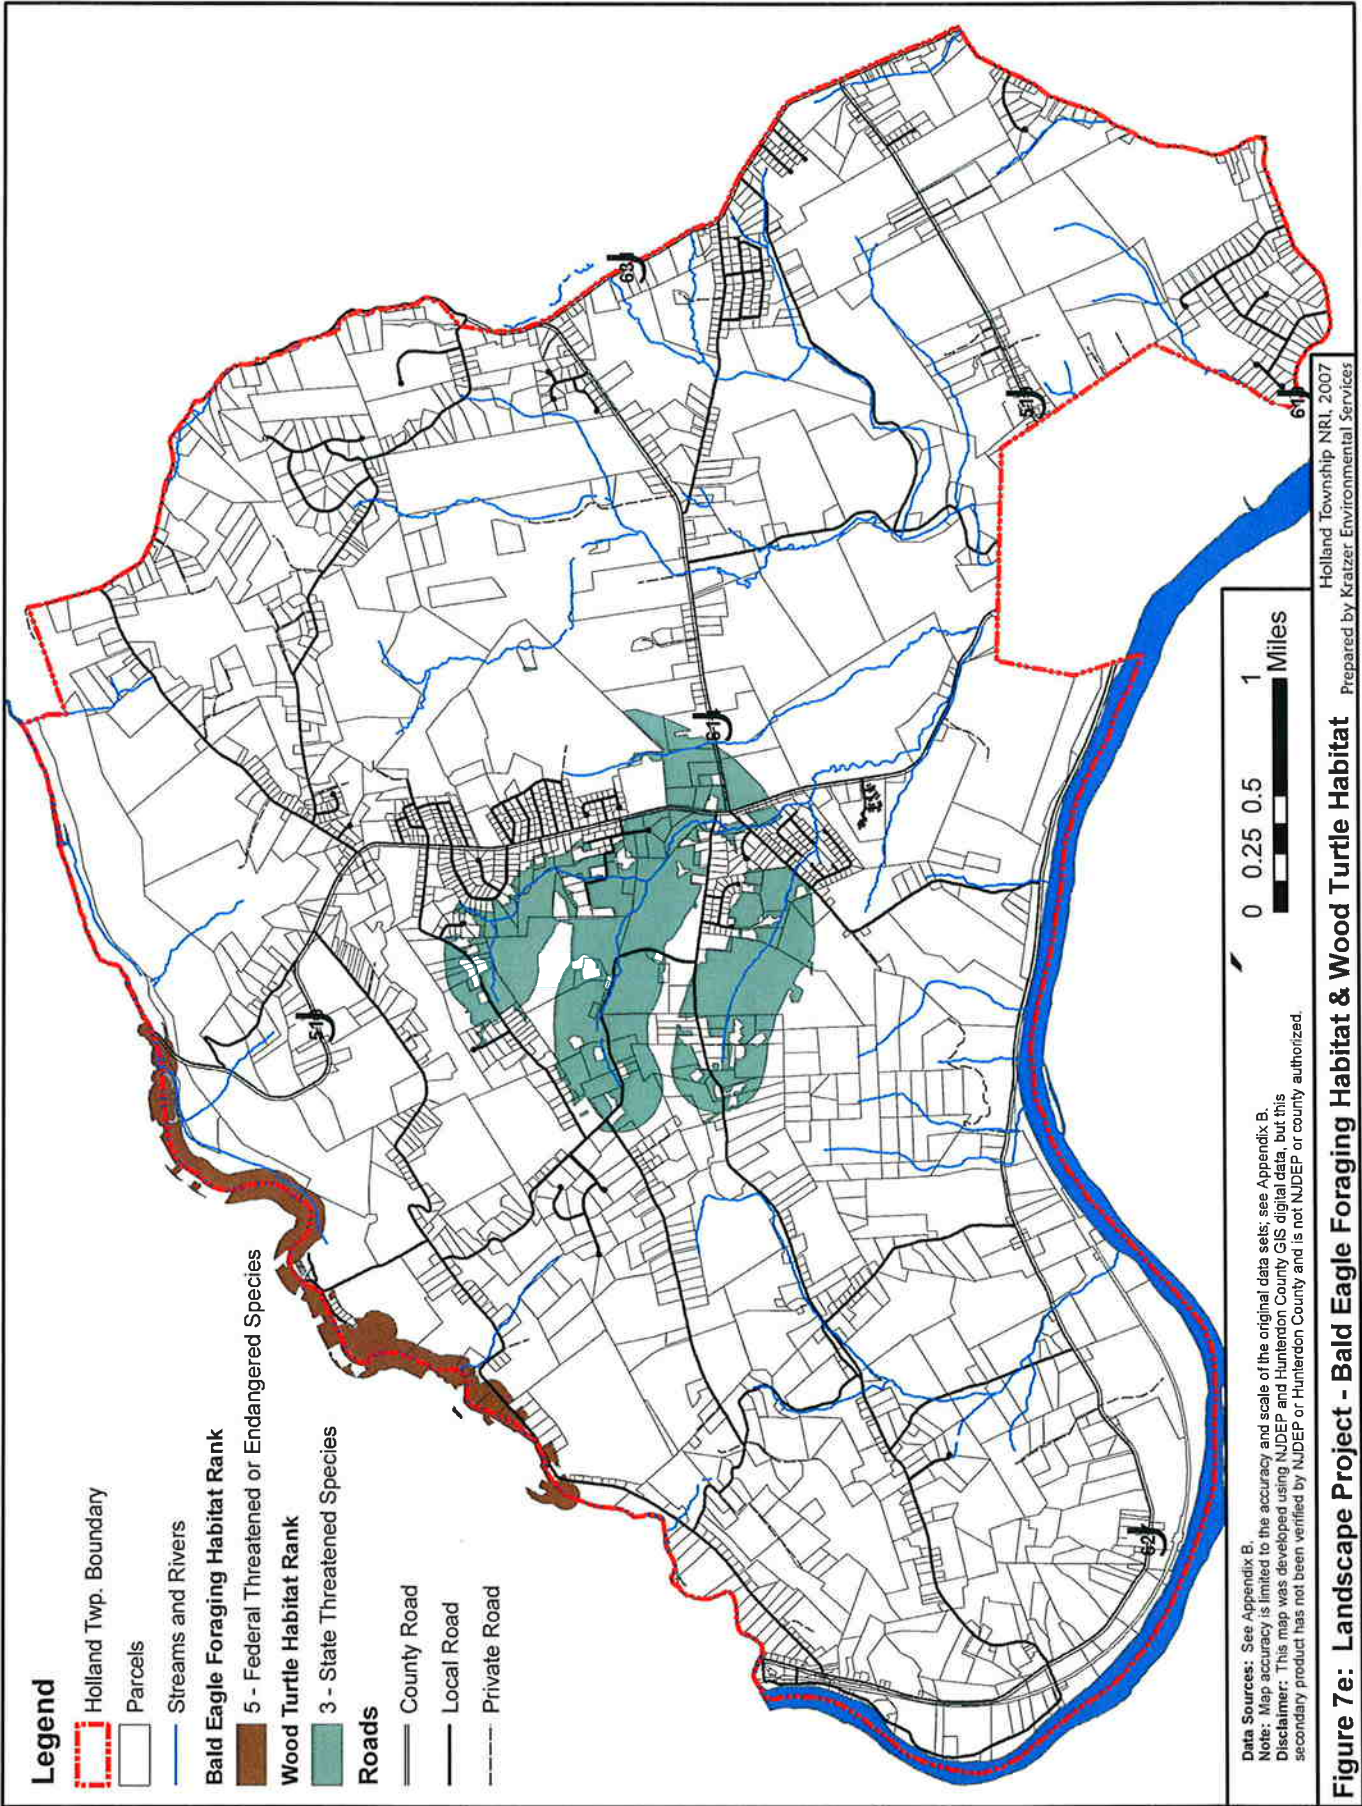 Legend
Holland Twp. Boundary
Parcels
Streams and Rivers
Bald Eagle Foraging Habitat Rank
5 - Federal Threatened or Endangered Species
Wood Turtle Habitat Rank
3 - State Threatened Species
Roads
County Road
Local Road
Private Road
519
519
614
627
0 0.25 0.5 1
Miles
Data Sources: See Appendix B.
Note: Map accuracy is limited to the accuracy and scale of the original data sets; see Appendix B.
Disclaimer: This map was developed using NJDEP and Hunterdon County GIS digital data, but this
secondary product has not been verified by NJDEP or Hunterdon County and is not NJDEP or county authorized.
Holland Township NRI, 2007
Prepared by Kratzer Environmental Services
Figure 7e: Landscape Project - Bald Eagle Foraging Habitat & Wood Turtle Habitat